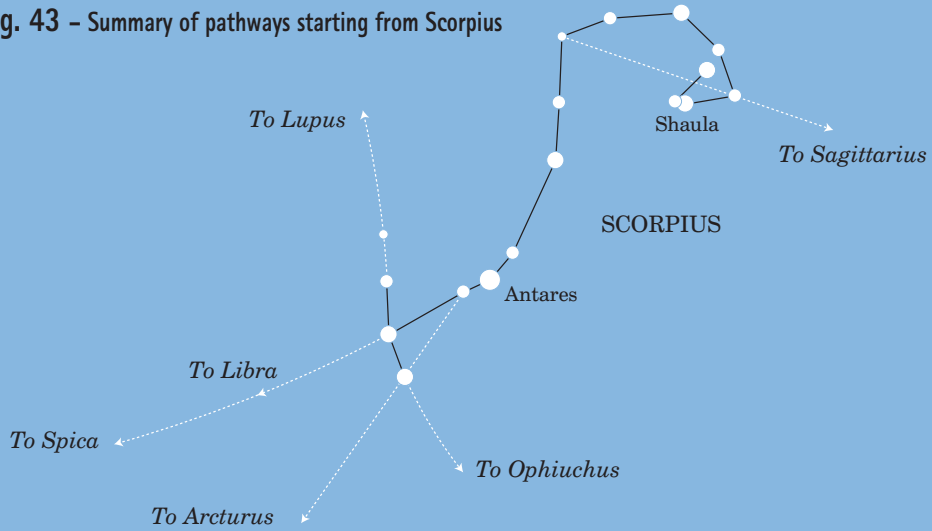 g. 43 – Summary of pathways starting from Scorpius
To Lupus
Shaula
To Sagittarius
SCORPIUS
Antares
To Libra
To Spica
To Ophiuchus
To Arcturus